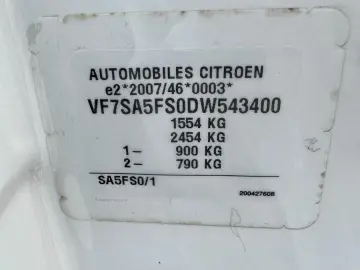 AUTOMOBILES CITROEN
e2*2007/46*0003*
VF7SA5FS0DW543400
1554 KG
2454 KG
1- 900 KG
2- 790 KG
SA5FS0/1
20042760B